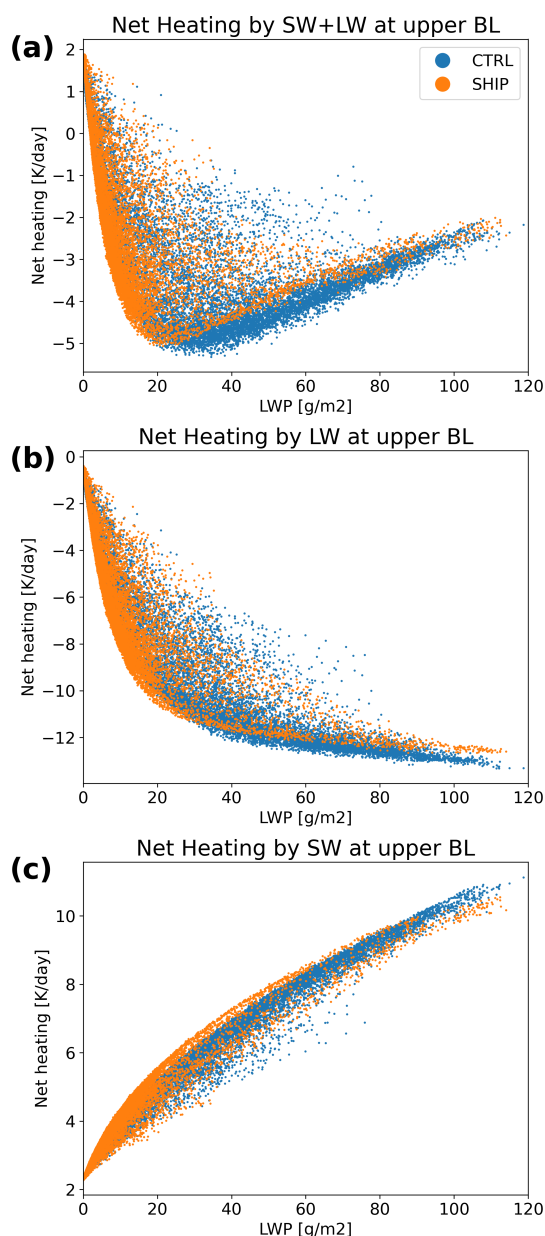 Net Heating by SW+LW at upper BL
(a)
CTRL
SHIP
2
1
0
−1
−2
−3
−4
−5
Net heating [K/day]
0 20 40 60 80 100 120
LWP [g/m2]
Net Heating by LW at upper BL
(b)
0
−2
−4
−6
−8
−10
−12
Net heating [K/day]
0 20 40 60 80 100 120
LWP [g/m2]
Net Heating by SW at upper BL
(c)
10
8
6
4
2
Net heating [K/day]
0 20 40 60 80 100 120
LWP [g/m2]